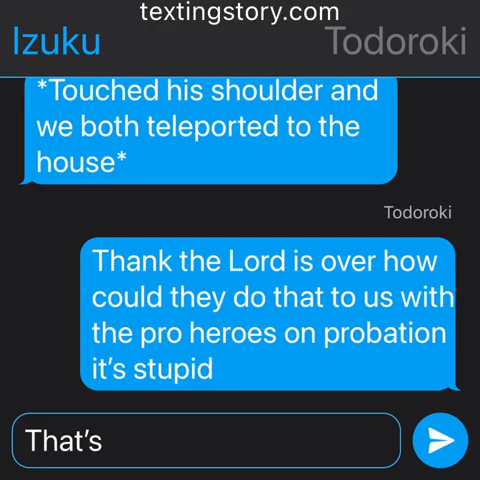 textingstory.com
Izuku
Todoroki
*Touched his shoulder and
we both teleported to the
house*
Todoroki
Thank the Lord is over how
could they do that to us with
the pro heroes on probation
it's stupid
That's